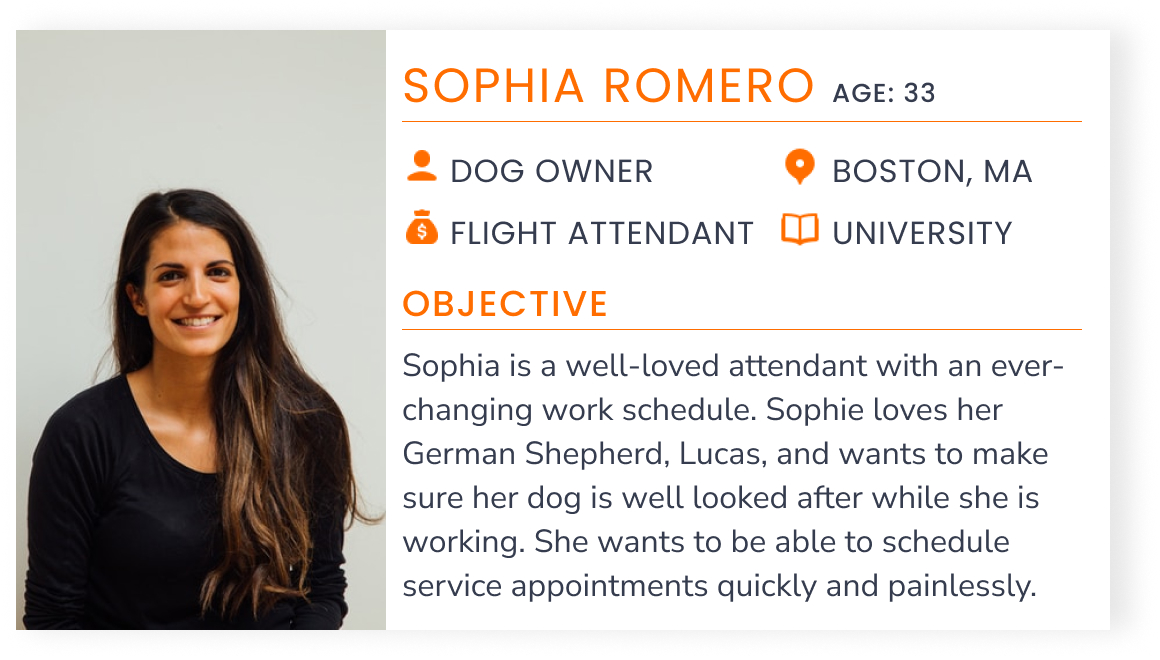 SOPHIA ROMERO AGE: 33
DOG OWNER BOSTON, MA
FLIGHT ATTENDANT UNIVERSITY
OBJECTIVE
Sophia is a well-loved attendant with an ever-
changing work schedule. Sophie loves her
German Shepherd, Lucas, and wants to make
sure her dog is well looked after while she is
working. She wants to be able to schedule
service appointments quickly and painlessly.